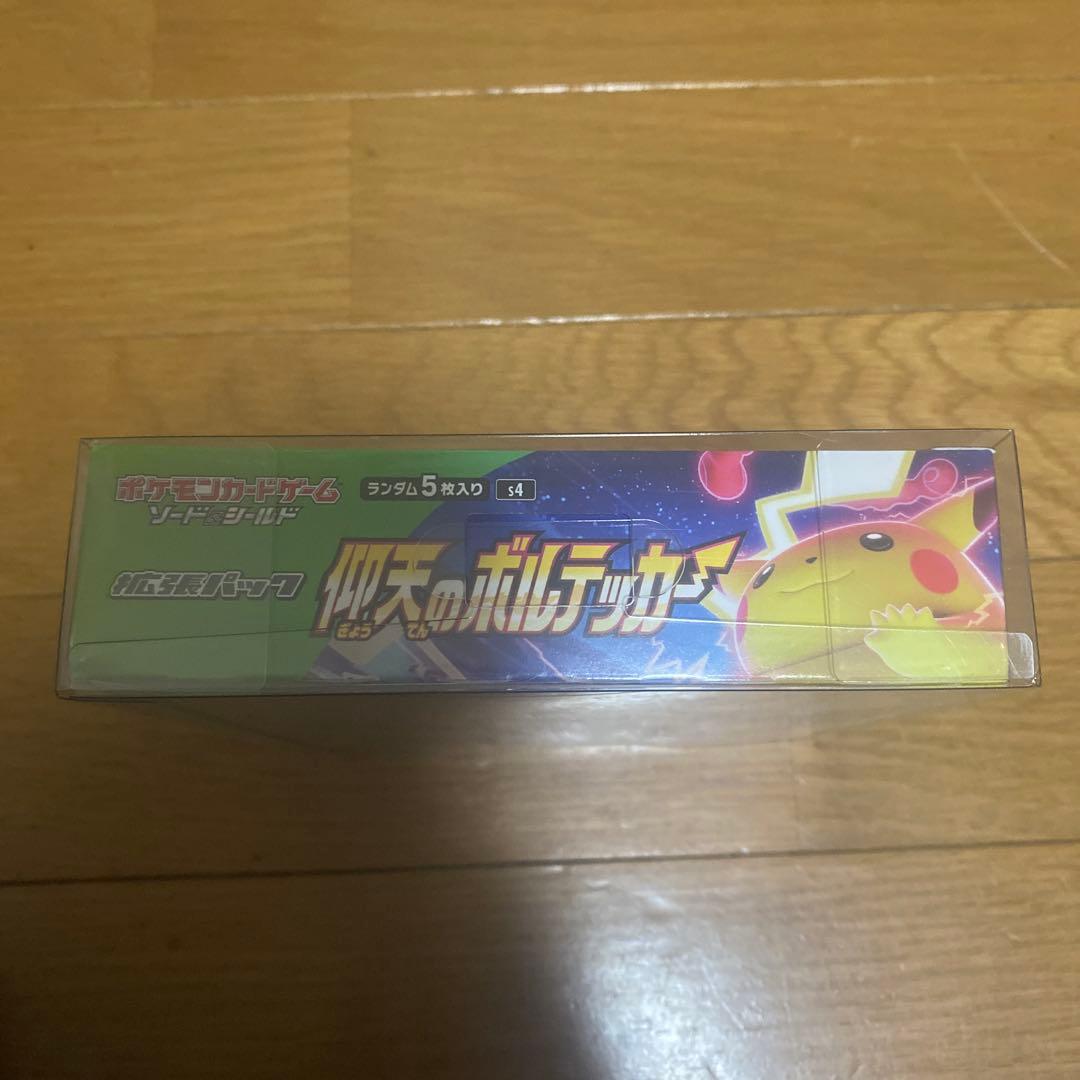 ポケモンカードゲーム
ソード&シールド
ランダム5枚入り s4
拡張パック
仰天のボルテッカー
ぎょう てん